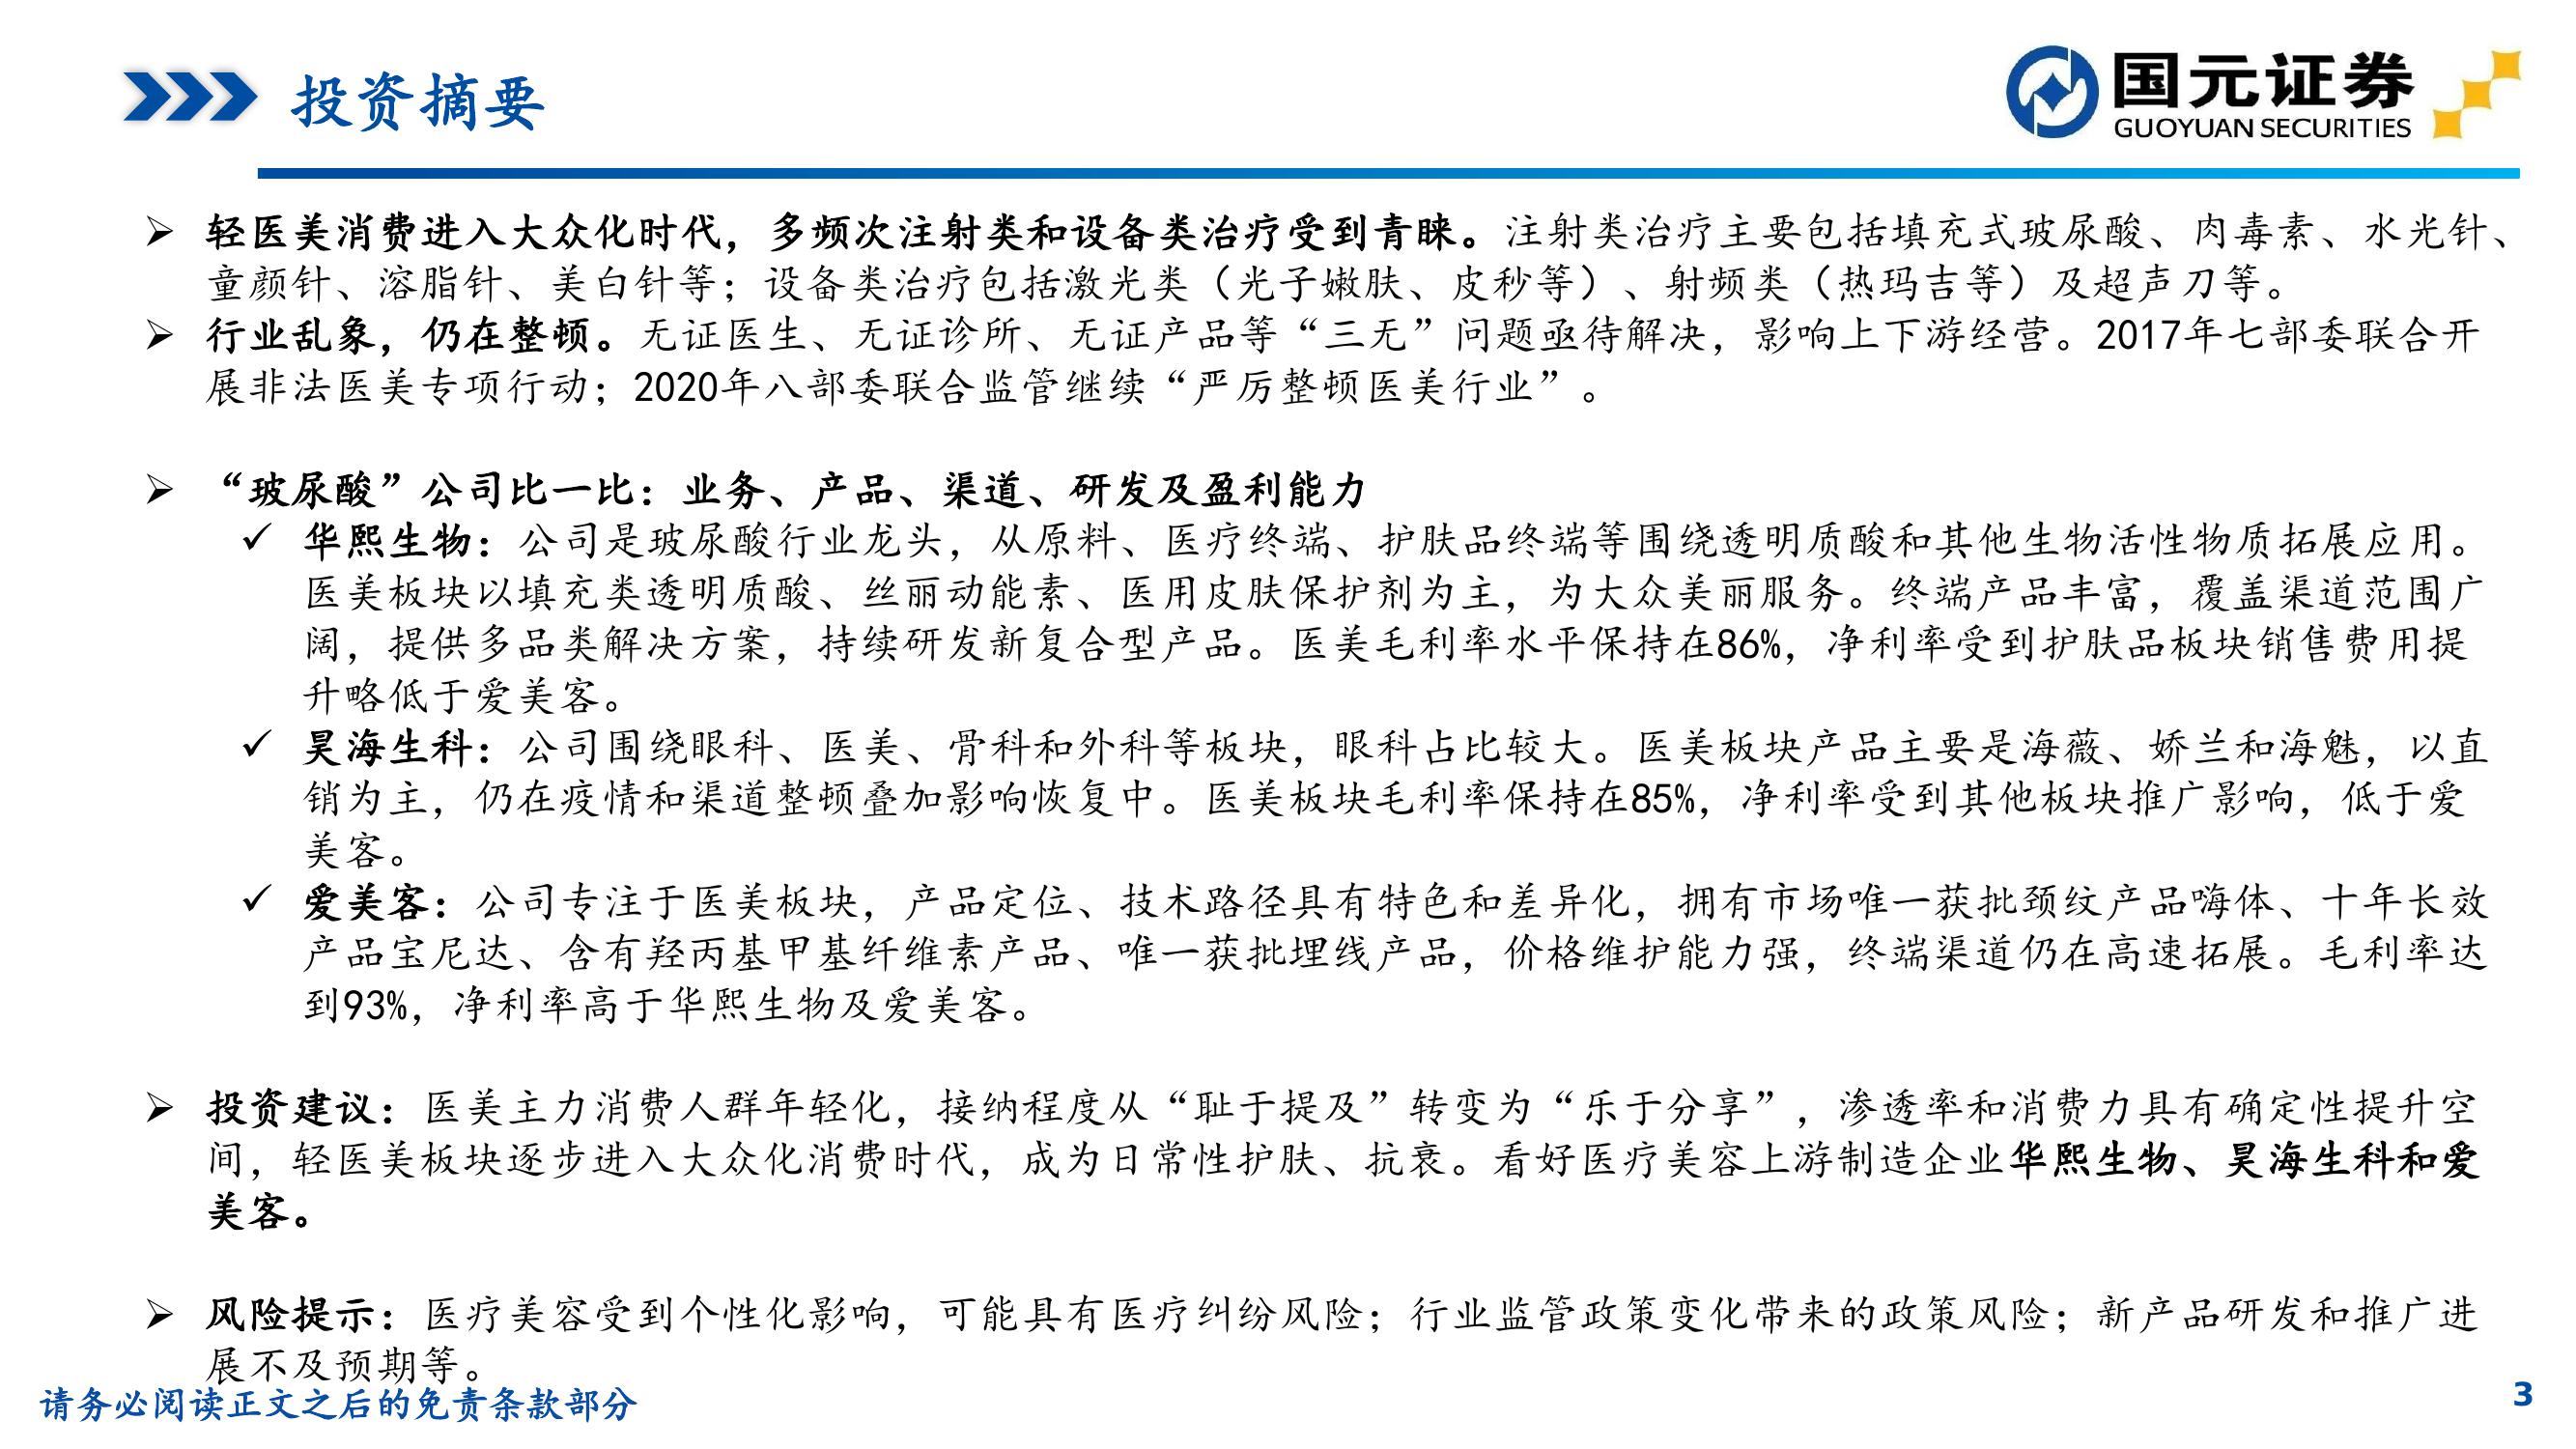 投资摘要
国元证券
GUOYUAN SECURITIES
➢ 轻医美消费进入大众化时代，多频次注射类和设备类治疗受到青睐。注射类治疗主要包括填充式玻尿酸、肉毒素、水光针、
童颜针、溶脂针、美白针等；设备类治疗包括激光类（光子嫩肤、皮秒等）、射频类（热玛吉等）及超声刀等。
➢ 行业乱象，仍在整顿。无证医生、无证诊所、无证产品等“三无”问题亟待解决，影响上下游经营。2017年七部委联合开
展非法医美专项行动；2020年八部委联合监管继续“严厉整顿医美行业”。
➢ “玻尿酸”公司比一比：业务、产品、渠道、研发及盈利能力
✓ 华熙生物：公司是玻尿酸行业龙头，从原料、医疗终端、护肤品终端等围绕透明质酸和其他生物活性物质拓展应用。
医美板块以填充类透明质酸、丝丽动能素、医用皮肤保护剂为主，为大众美丽服务。终端产品丰富，覆盖渠道范围广
阔，提供多品类解决方案，持续研发新复合型产品。医美毛利率水平保持在86%，净利率受到护肤品板块销售费用提
升略低于爱美客。
✓ 昊海生科：公司围绕眼科、医美、骨科和外科等板块，眼科占比较大。医美板块产品主要是海薇、娇兰和海魅，以直
销为主，仍在疫情和渠道整顿叠加影响恢复中。医美板块毛利率保持在85%，净利率受到其他板块推广影响，低于爱
美客。
✓ 爱美客：公司专注于医美板块，产品定位、技术路径具有特色和差异化，拥有市场唯一获批颈纹产品嗨体、十年长效
产品宝尼达、含有羟丙基甲基纤维素产品、唯一获批埋线产品，价格维护能力强，终端渠道仍在高速拓展。毛利率达
到93%，净利率高于华熙生物及爱美客。
➢ 投资建议：医美主力消费人群年轻化，接纳程度从“耻于提及”转变为“乐于分享”，渗透率和消费力具有确定性提升空
间，轻医美板块逐步进入大众化消费时代，成为日常性护肤、抗衰。看好医疗美容上游制造企业华熙生物、昊海生科和爱
美客。
➢ 风险提示：医疗美容受到个性化影响，可能具有医疗纠纷风险；行业监管政策变化带来的政策风险；新产品研发和推广进
展不及预期等。
请务必阅读正文之后的免责条款部分
3